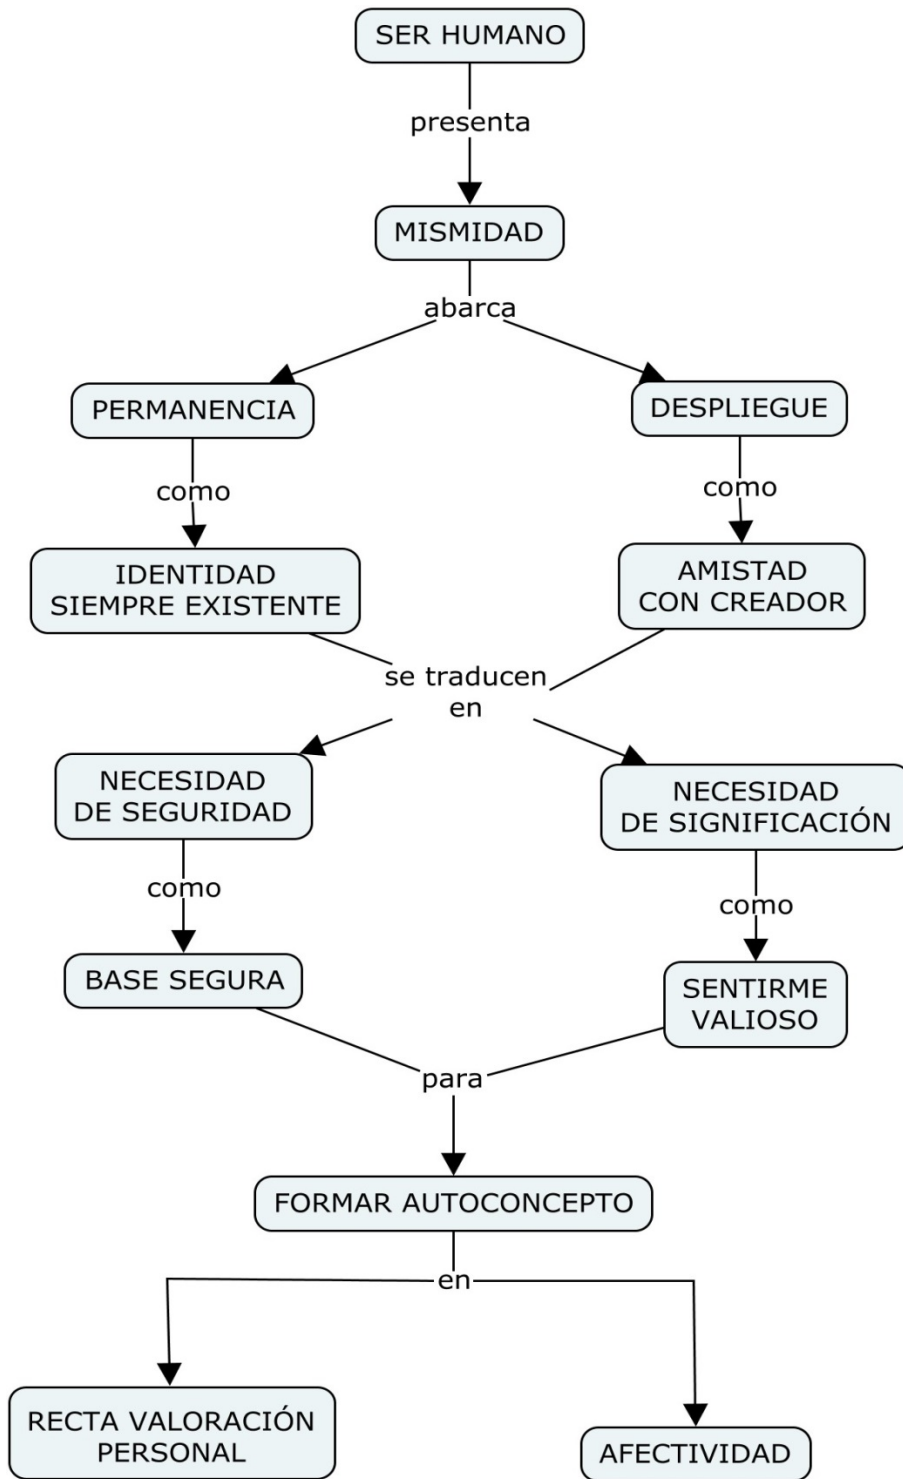 SER HUMANO
presenta
MISMIDAD
abarca
PERMANENCIA
DESPLIEGUE
como
como
IDENTIDAD
SIEMPRE EXISTENTE
AMISTAD
CON CREADOR
se traducen
en
NECESIDAD
DE SEGURIDAD
NECESIDAD
DE SIGNIFICACIÓN
como
como
BASE SEGURA
SENTIRME
VALIOSO
para
FORMAR AUTOCONCEPTO
en
RECTA VALORACIÓN
PERSONAL
AFECTIVIDAD